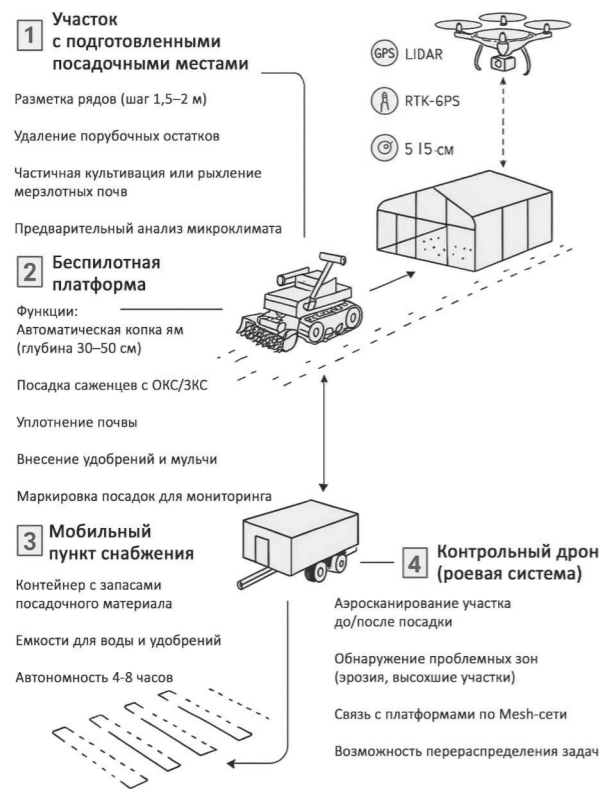 1
Участок
с подготовленными
посадочными местами
Разметка рядов (шаг 1,5–2 м)
Удаление порубочных остатков
Частичная культивация или рыхление
мерзлотных почв
Предварительный анализ микроклимата
GPS LIDAR
RTK-GPS
5 15-см
2
Беспилотная
платформа
Функции:
Автоматическая копка ям
(глубина 30–50 см)
Посадка саженцев с ОКС/ЗКС
Уплотнение почвы
Внесение удобрений и мульчи
Маркировка посадок для мониторинга
3
Мобильный
пункт снабжения
Контейнер с запасами
посадочного материала
Емкости для воды и удобрений
Автономность 4-8 часов
4
Контрольный дрон
(роевая система)
Аэросканирование участка
до/после посадки
Обнаружение проблемных зон
(эрозия, высохшие участки)
Связь с платформами по Mesh-сети
Возможность перераспределения задач